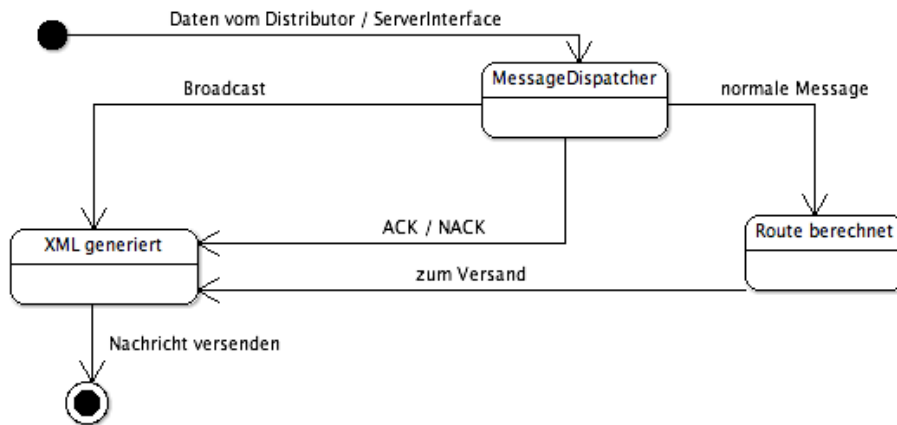 Daten vom Distributor / ServerInterface
MessageDispatcher
Broadcast
normale Message
ACK / NACK
XML generiert
Route berechnet
zum Versand
Nachricht versenden